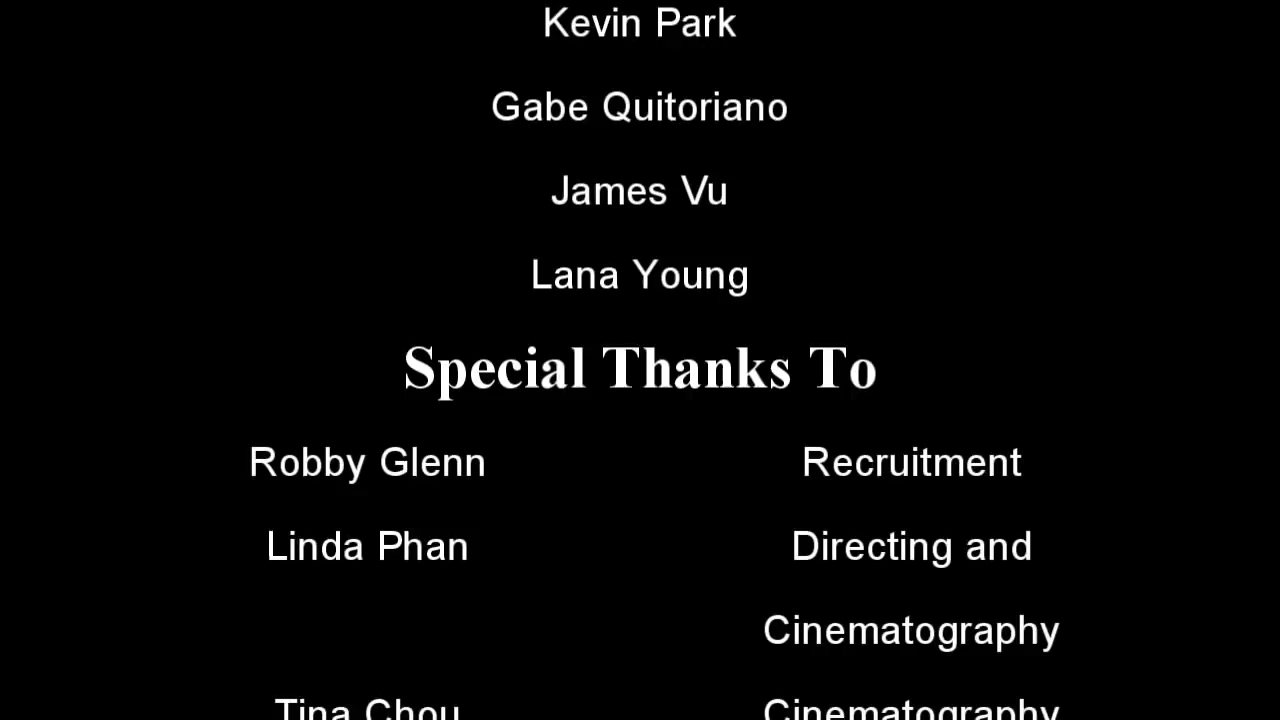 Kevin Park
Gabe Quitoriano
James Vu
Lana Young
Special Thanks To
Robby Glenn Recruitment
Linda Phan Directing and
Cinematography
Tina Chou Cinematography